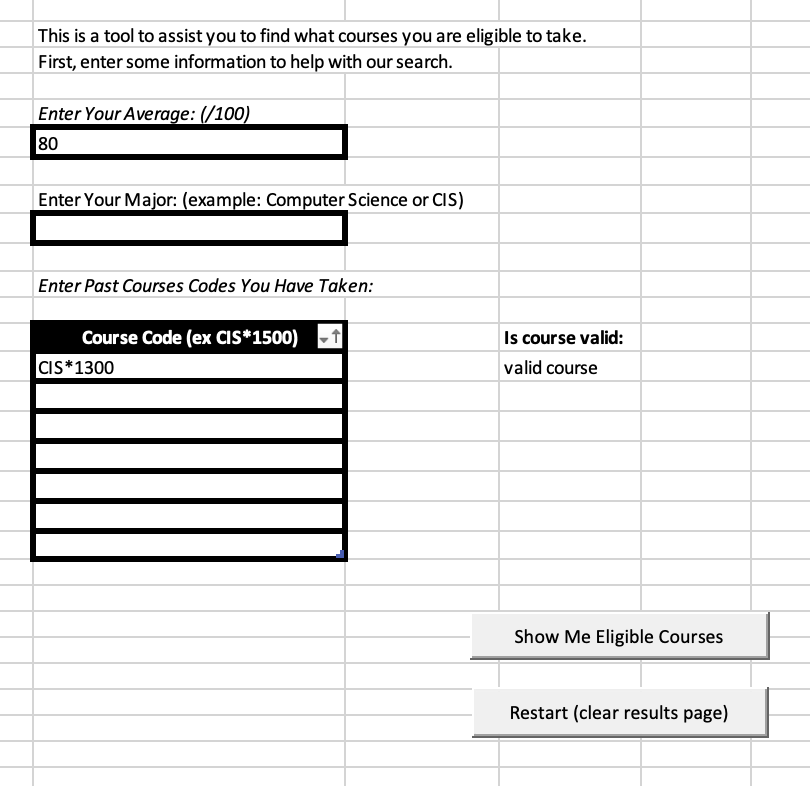 This is a tool to assist you to find what courses you are eligible to take.
First, enter some information to help with our search.
Enter Your Average: (/100)
80
Enter Your Major: (example: Computer Science or CIS)
Enter Past Courses Codes You Have Taken:
Course Code (ex CIS*1500) Is course valid:
CIS*1300 valid course
Show Me Eligible Courses
Restart (clear results page)